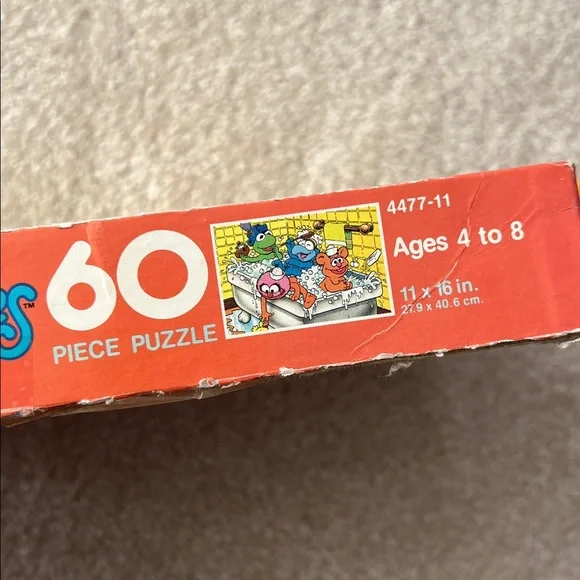 60
PIECE PUZZLE
4477-11
Ages 4 to 8
11 x 16 in.
27.9 x 40.6 cm.